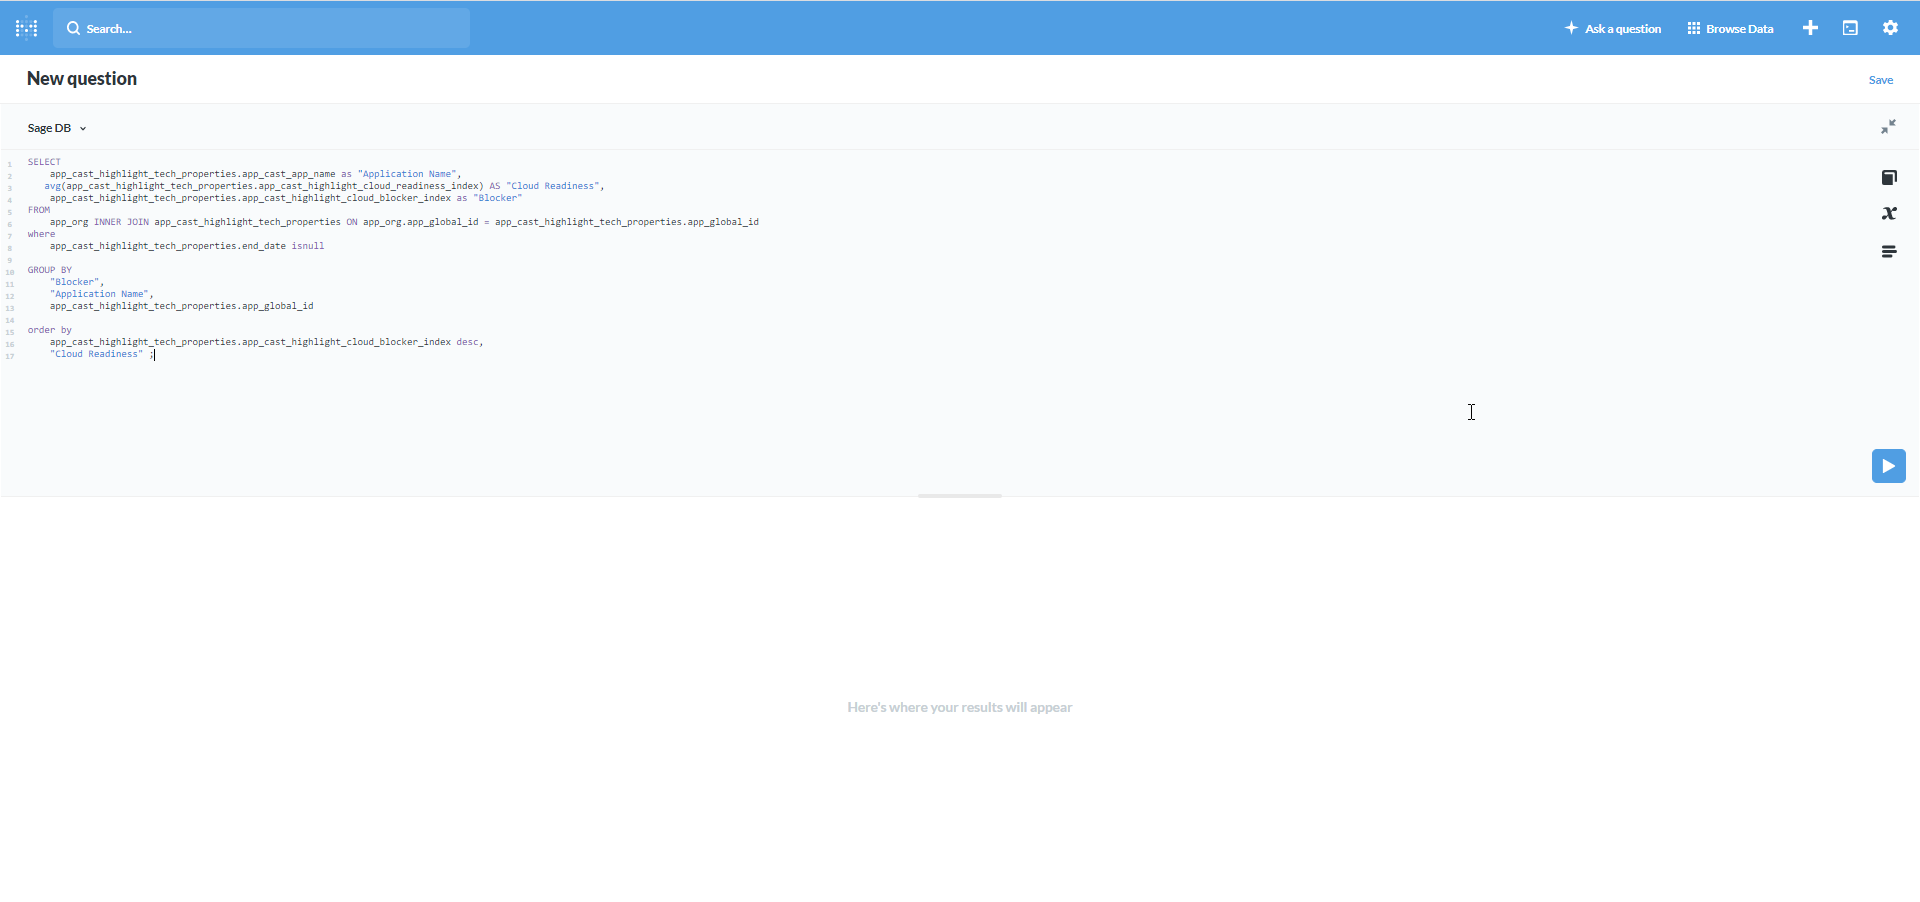 Search...
Ask a question
Browse Data
New question
Save
Sage DB
1 SELECT
2 app_cast_highlight_tech_properties.app_cast_app_name as "Application Name",
3 avg(app_cast_highlight_tech_properties.app_cast_highlight_cloud_readiness_index) AS "Cloud Readiness",
4 app_cast_highlight_tech_properties.app_cast_highlight_cloud_blocker_index as "Blocker"
5 FROM
6 app_org INNER JOIN app_cast_highlight_tech_properties ON app_org.app_global_id = app_cast_highlight_tech_properties.app_global_id
7 where
8 app_cast_highlight_tech_properties.end_date isnull
9
10 GROUP BY
11 "Blocker",
12 "Application Name",
13 app_cast_highlight_tech_properties.app_global_id
14
15 order by
16 app_cast_highlight_tech_properties.app_cast_highlight_cloud_blocker_index desc,
17 "Cloud Readiness" ;
Here's where your results will appear